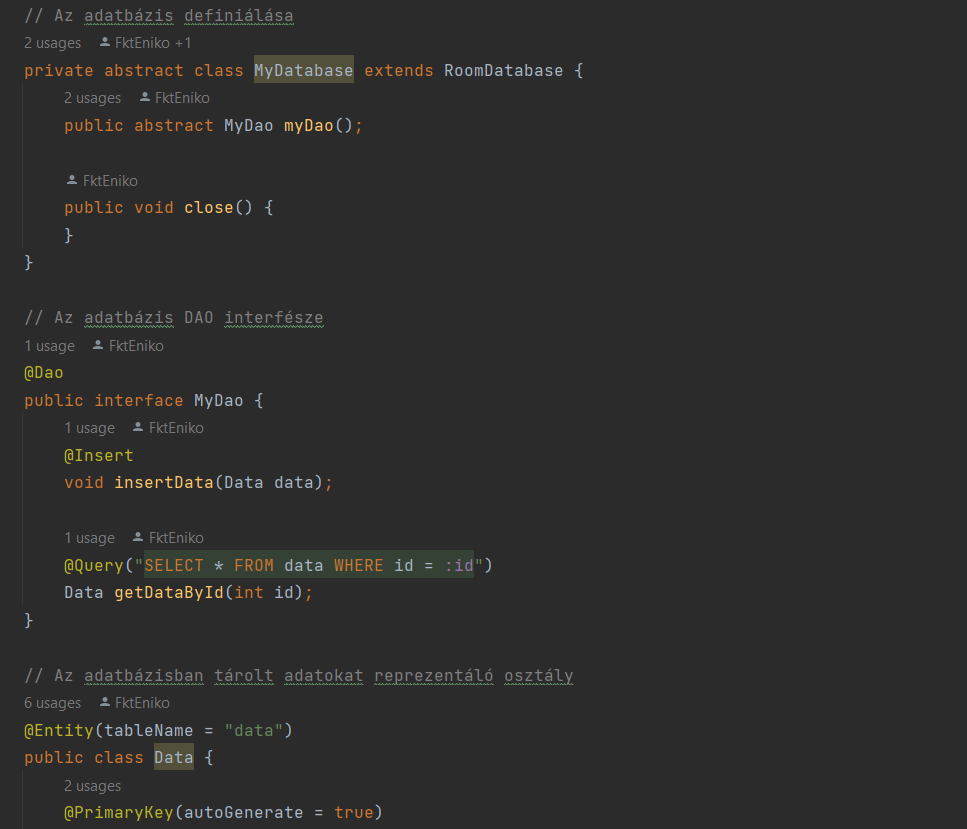 // Az adatbázis definiálása
2 usages FktEniko +1
private abstract class MyDatabase extends RoomDatabase {
2 usages FktEniko
public abstract MyDao myDao();
FktEniko
public void close() {
}
}
// Az adatbázis DAO interfésze
1 usage FktEniko
@Dao
public interface MyDao {
1 usage FktEniko
@Insert
void insertData(Data data);
1 usage FktEniko
@Query("SELECT * FROM data WHERE id = :id")
Data getDataById(int id);
}
// Az adatbázisban tárolt adatokat reprezentáló osztály
6 usages FktEniko
@Entity(tableName = "data")
public class Data {
2 usages
@PrimaryKey(autoGenerate = true)